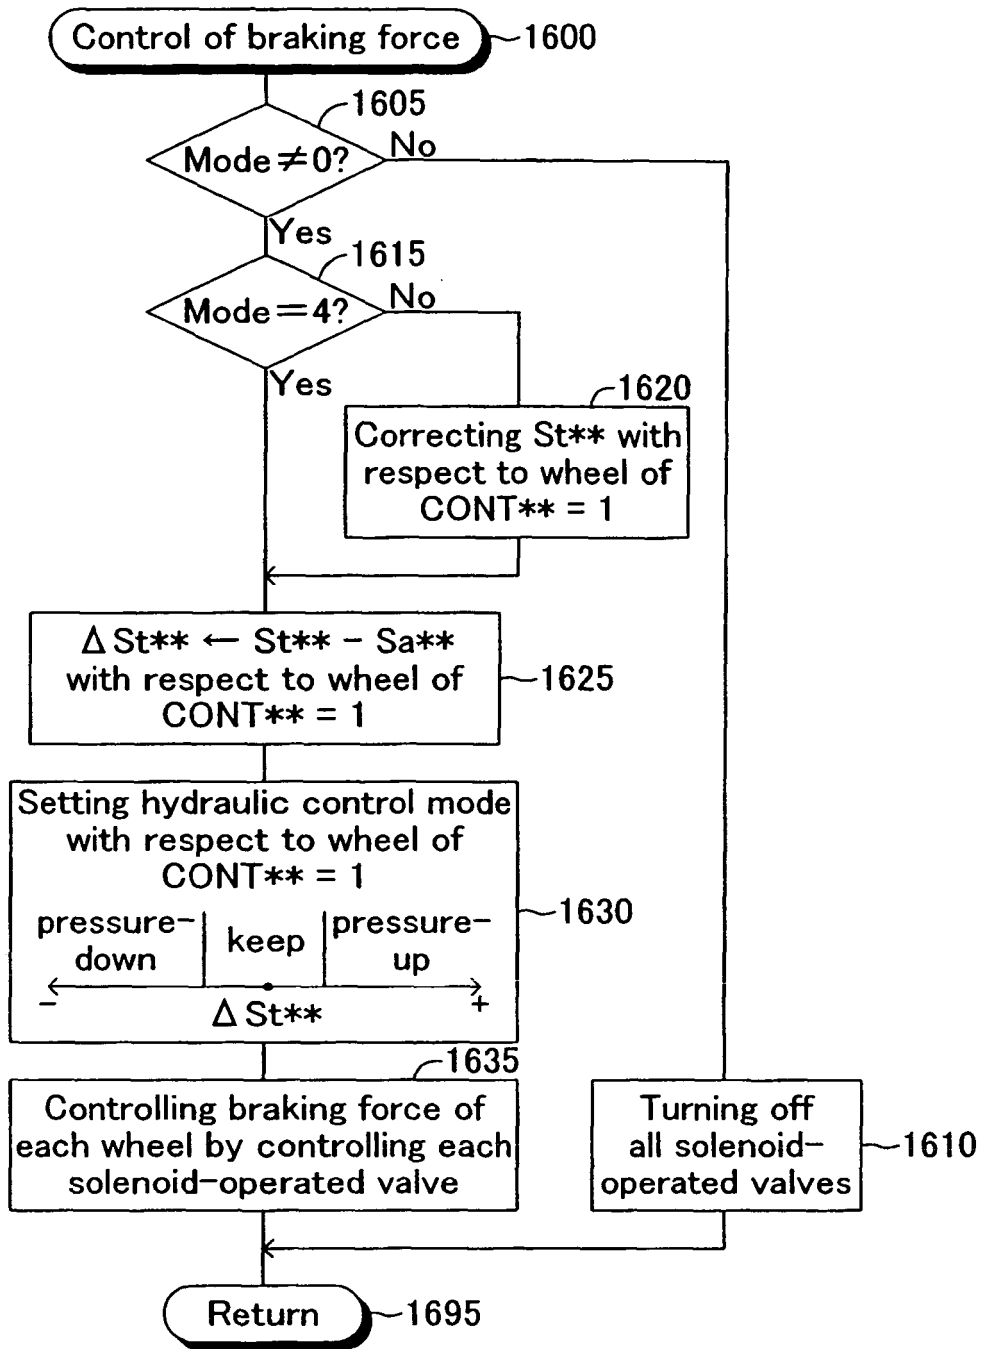 Control of braking force
1600
1605
Mode≠0?
No
Yes
1615
Mode=4?
No
Yes
1620
Correcting St** with
respect to wheel of
CONT** = 1
Δ St** ← St** − Sa**
with respect to wheel of
CONT** = 1
1625
Setting hydraulic control mode
with respect to wheel of
CONT** = 1
pressure-
down
keep
pressure-
up
−
+
Δ St**
1630
1635
Controlling braking force of
each wheel by controlling each
solenoid-operated valve
Turning off
all solenoid-
operated valves
1610
Return
1695